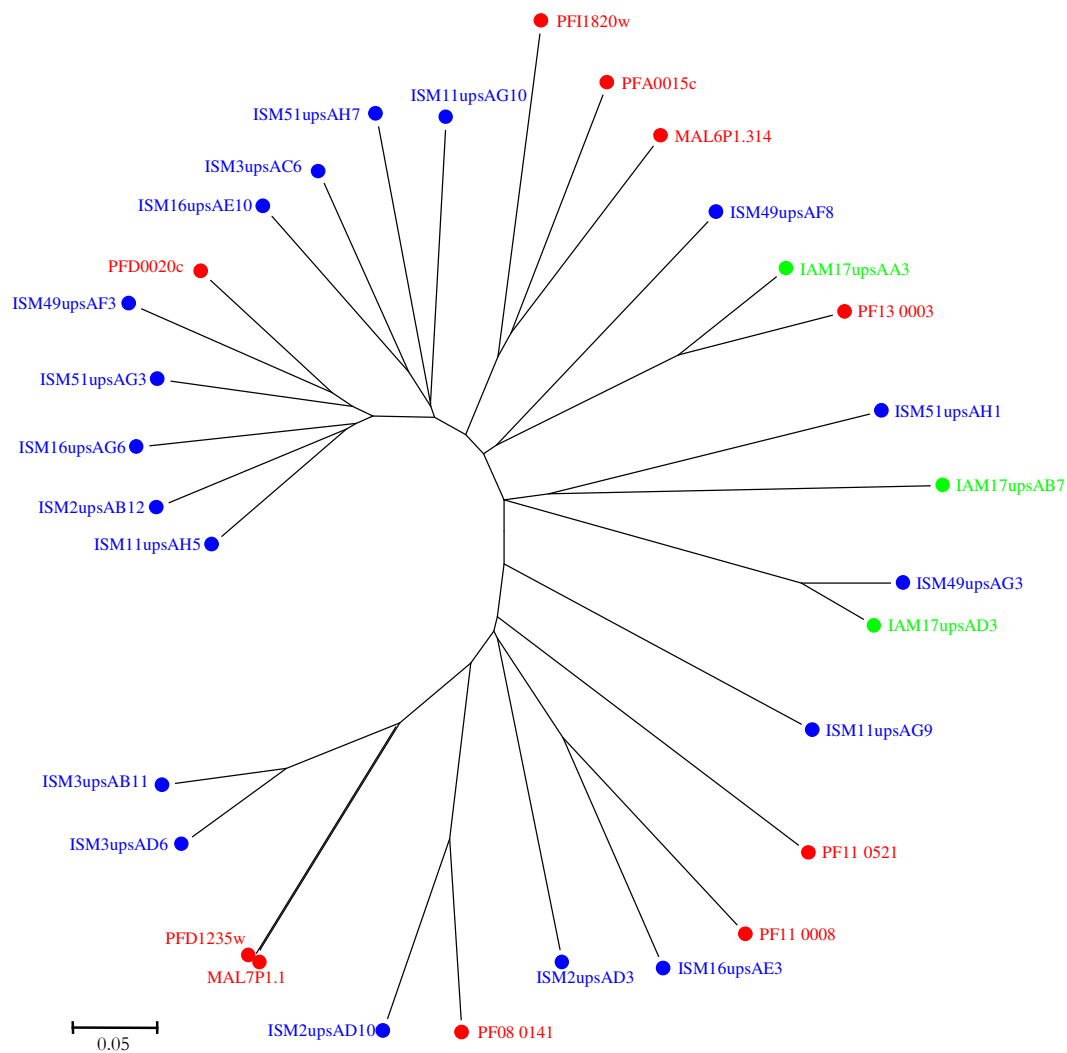 PFI1820w
PFA0015c
ISM11upsAG10
ISM51upsAH7
MAL6P1.314
ISM3upsAC6
ISM16upsAE10
ISM49upsAF8
PFD0020c
IAM17upsAA3
ISM49upsAF3
PF13 0003
ISM51upsAG3
ISM51upsAH1
ISM16upsAG6
IAM17upsAB7
ISM2upsAB12
ISM11upsAH5
ISM49upsAG3
IAM17upsAD3
ISM11upsAG9
ISM3upsAB11
ISM3upsAD6
PF11 0521
PFD1235w
PF11 0008
ISM16upsAE3
MAL7P1.1
ISM2upsAD3
ISM2upsAD10
PF08 0141
0.05